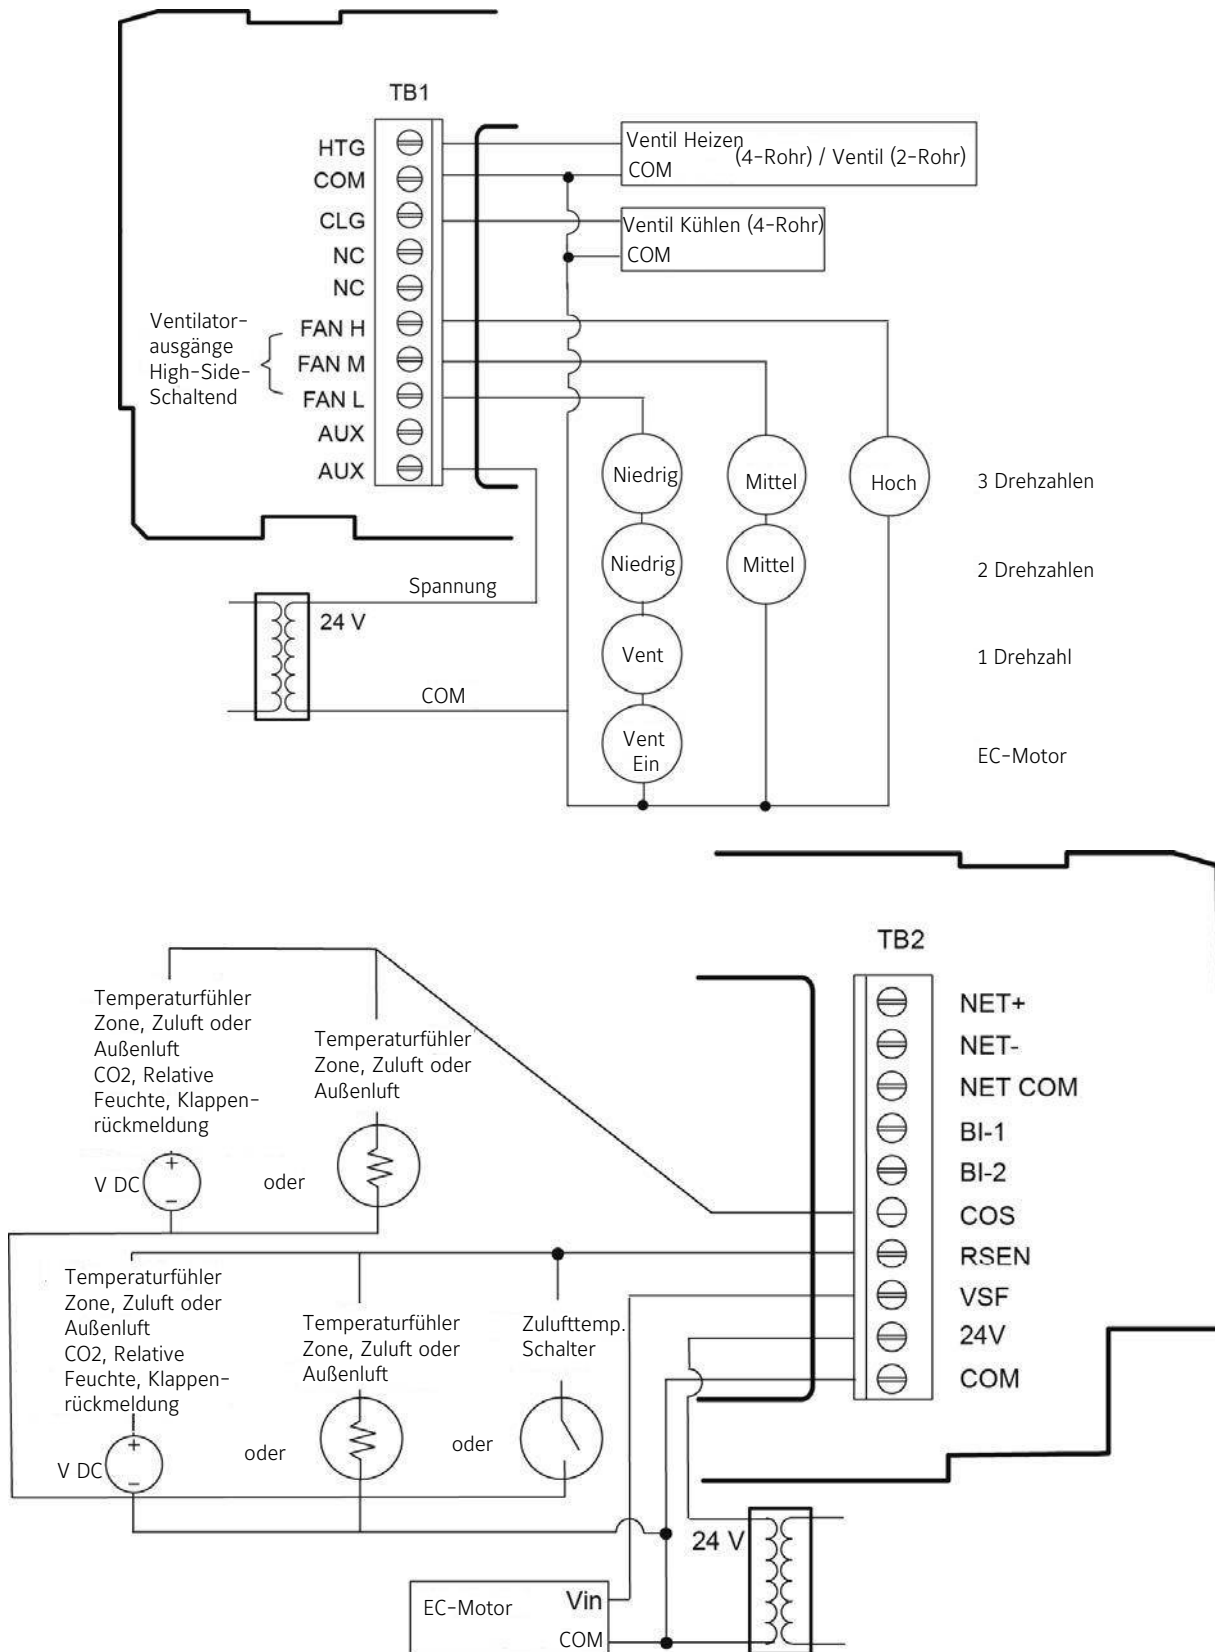 TB1
HTG
COM
CLG
NC
NC
FAN H
FAN M
FAN L
AUX
AUX
Ventilator-
ausgänge
High-Side-
Schaltend
Ventil Heizen
(4-Rohr) / Ventil (2-Rohr)
COM
Ventil Kühlen (4-Rohr)
COM
Niedrig
Mittel
Hoch
3 Drehzahlen
Niedrig
Mittel
2 Drehzahlen
Vent
1 Drehzahl
Vent
Ein
EC-Motor
Spannung
24 V
COM
TB2
NET+
NET-
NET COM
BI-1
BI-2
COS
RSEN
VSF
24V
COM
Temperaturfühler
Zone, Zuluft oder
Außenluft
CO2, Relative
Feuchte, Klappen-
rückmeldung
Temperaturfühler
Zone, Zuluft oder
Außenluft
V DC
+
−
oder
Temperaturfühler
Zone, Zuluft oder
Außenluft
CO2, Relative
Feuchte, Klappen-
rückmeldung
Temperaturfühler
Zone, Zuluft oder
Außenluft
Zulufttemp.
Schalter
V DC
+
−
oder
oder
24 V
EC-Motor
Vin
COM